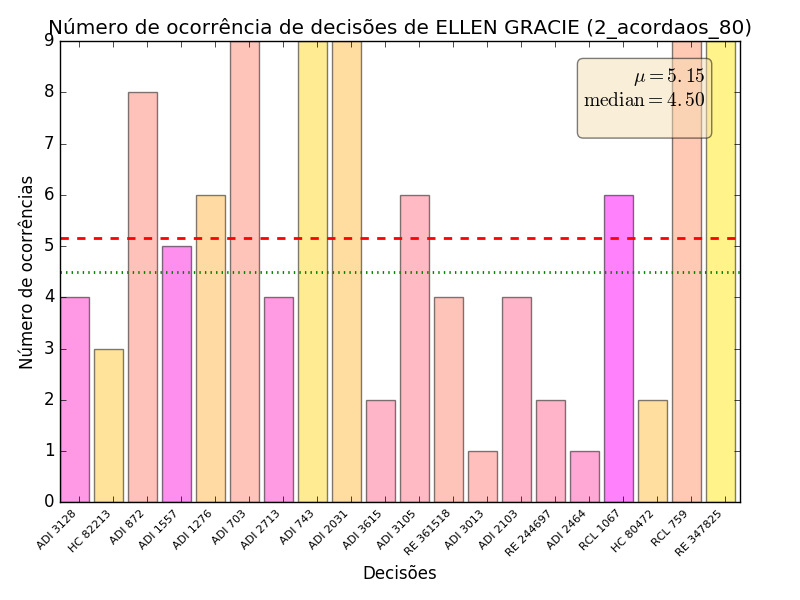 Número de ocorrência de decisões de ELLEN GRACIE (2_acordaos_80)
μ = 5.15
median = 4.50
Número de ocorrências
9
8
7
6
5
4
3
2
1
0
ADI 3128
HC 82213
ADI 872
ADI 1557
ADI 1276
ADI 703
ADI 2713
ADI 743
ADI 2031
ADI 3615
ADI 3105
RE 361518
ADI 3013
ADI 2103
RE 244697
ADI 2464
RCL 1067
HC 80472
RCL 759
RE 347825
Decisões